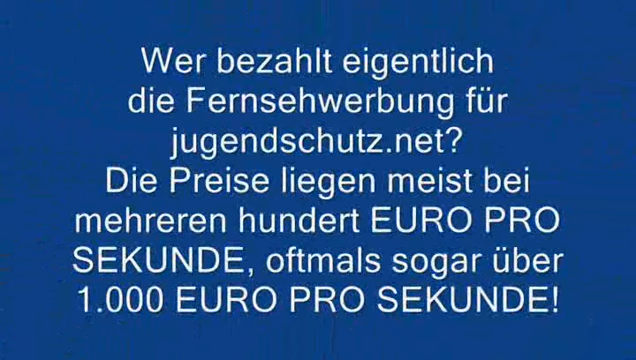 Wer bezahlt eigentlich
die Fernsehwerbung für
jugendschutz.net?
Die Preise liegen meist bei
mehreren hundert EURO PRO
SEKUNDE, oftmals sogar über
1.000 EURO PRO SEKUNDE!